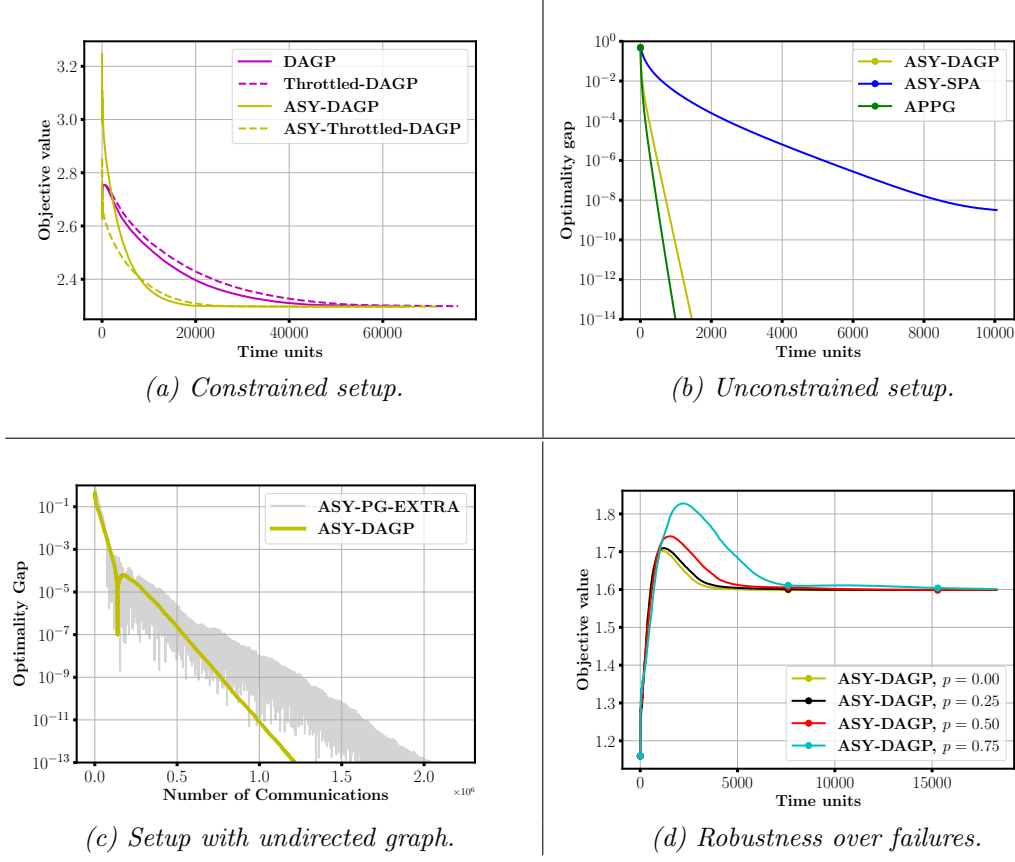 3.2
3.0
2.8
2.6
2.4
Objective value
DAGP
Throttled-DAGP
ASY-DAGP
ASY-Throttled-DAGP
0 20000 40000 60000
Time units
(a) Constrained setup.
10^0
10^−2
10^−4
10^−6
10^−8
10^−10
10^−12
10^−14
Optimality gap
ASY-DAGP
ASY-SPA
APPG
0 2000 4000 6000 8000 10000
Time units
(b) Unconstrained setup.
10^−1
10^−3
10^−5
10^−7
10^−9
10^−11
10^−13
Optimality Gap
ASY-PG-EXTRA
ASY-DAGP
0.0 0.5 1.0 1.5 2.0
Number of Communications ×10^6
(c) Setup with undirected graph.
1.8
1.7
1.6
1.5
1.4
1.3
1.2
Objective value
ASY-DAGP, p = 0.00
ASY-DAGP, p = 0.25
ASY-DAGP, p = 0.50
ASY-DAGP, p = 0.75
0 5000 10000 15000
Time units
(d) Robustness over failures.